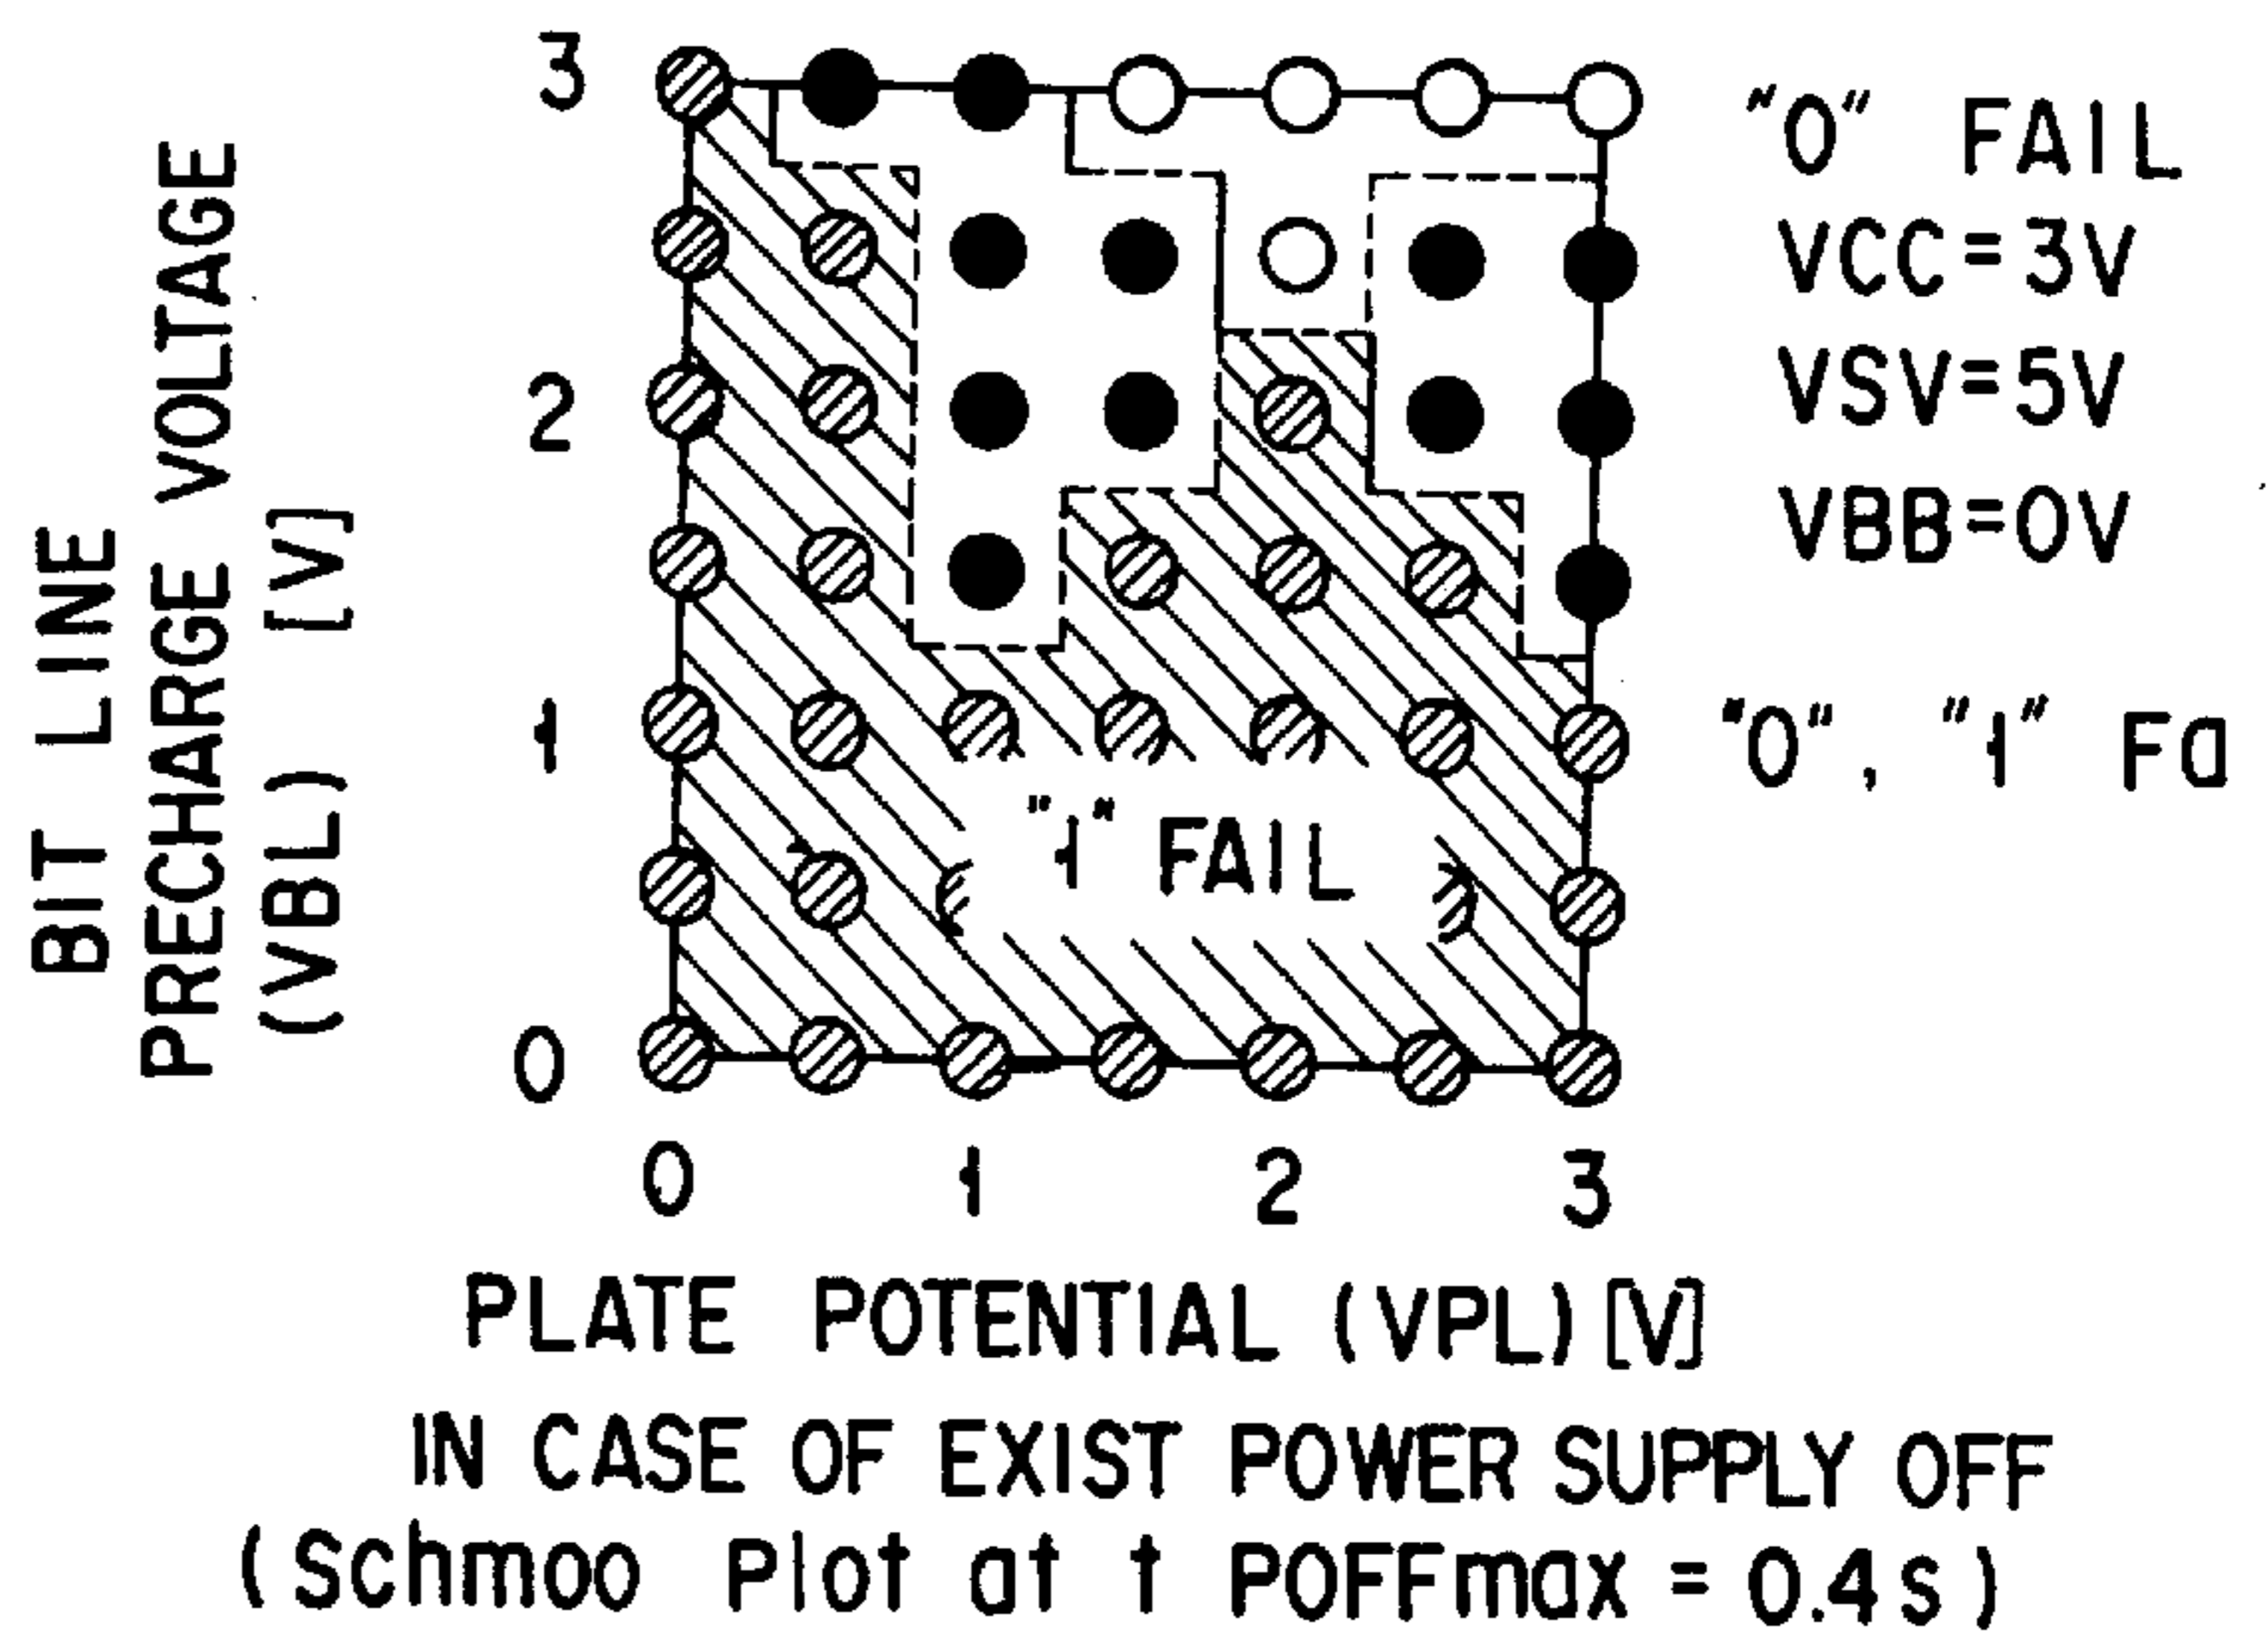 BIT LINE
PRECHARGE VOLTAGE
(VBL) [V]
3
2
1
0
"0" FAIL
VCC=3V
VSV=5V
VBB=0V
"0", "1" Fa
"1" FAIL
0 1 2 3
PLATE POTENTIAL (VPL)[V]
IN CASE OF EXIST POWER SUPPLY OFF
(Schmoo Plot at t POFFmax = 0.4s)